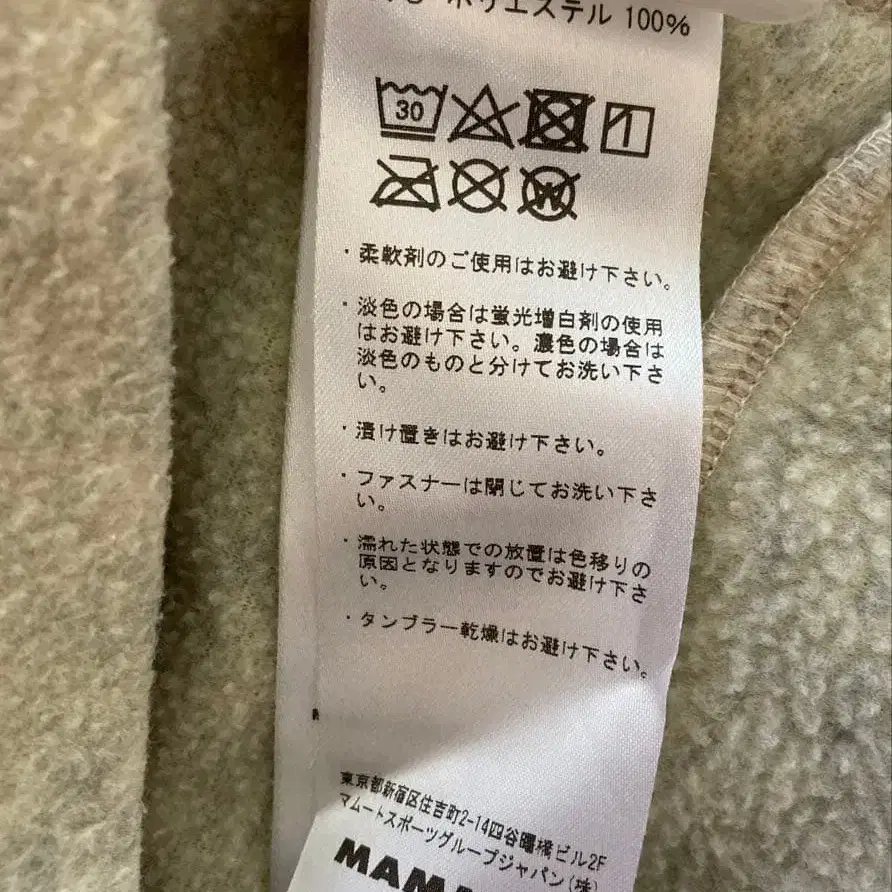 ポリエステル 100%
30
W
・柔軟剤のご使用はお避け下さい。
・淡色の場合は蛍光増白剤の使用
はお避け下さい。濃色の場合は
淡色のものと分けてお洗い下さ
い。
・漬け置きはお避け下さい。
・ファスナーは閉じてお洗い下さ
い。
・濡れた状態での放置は色移りの
原因となりますのでお避け下さ
い。
・タンブラー乾燥はお避け下さい。
東京都新宿区住吉町2-14四谷曙橋ビル2F
マムートスポーツグループジャパン(株)
MAM